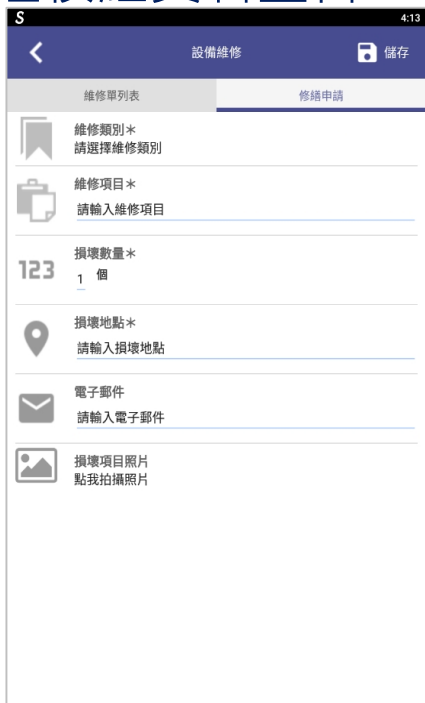 S 4:13
設備維修 儲存
維修單列表 修繕申請
維修類別＊
請選擇維修類別
維修項目＊
請輸入維修項目
123
損壞數量＊
1 個
損壞地點＊
請輸入損壞地點
電子郵件
請輸入電子郵件
損壞項目照片
點我拍攝照片